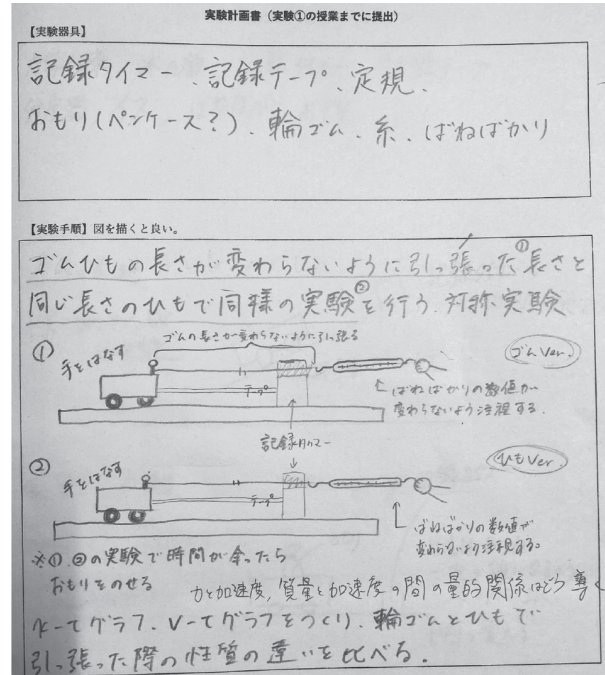 実験計画書（実験①の授業までに提出）
【実験器具】
記録タイマー、記録テープ、定規、
おもり(ペンケース?)、輪ゴム、糸、ばねばかり
【実験手順】図を描くと良い。
ゴムひもの長さが変わらないように引っ張った①長さと
同じ長さのひもで同様の実験②を行う.対称実験
①
手をはなす
ゴムの長さが変わらないように引っ張る
ゴムver.
テープ
←ばねばかりの数値が
変わらないよう注視する.
記録タイマー
②
手をはなす
ひもver.
テープ
ばねばかりの数値が
変わらないよう注視する。
※①,②の実験で時間が余ったら
おもりをのせる
力と加速度,質量と加速度の間の量的関係はどう導く
x-tグラフ、v-tグラフをつくり、輪ゴムとひもで
引っ張った際の性質の違いを比べる.